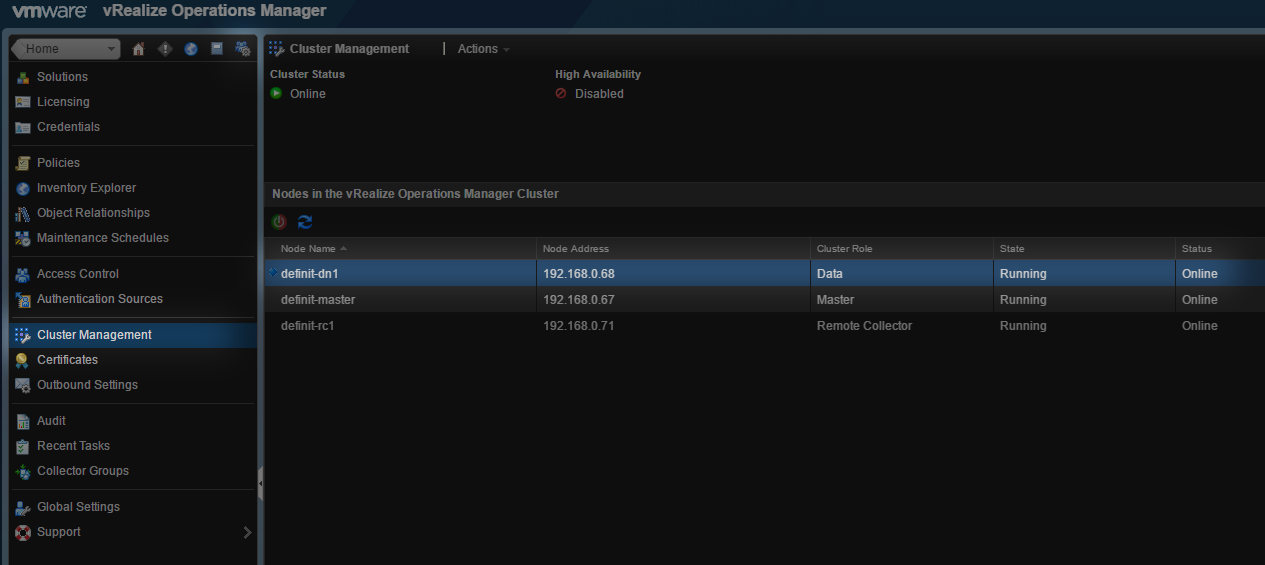 vmware vRealize Operations Manager
Home
Solutions
Licensing
Credentials
Policies
Inventory Explorer
Object Relationships
Maintenance Schedules
Access Control
Authentication Sources
Cluster Management
Certificates
Outbound Settings
Audit
Recent Tasks
Collector Groups
Global Settings
Support
Cluster Management | Actions
Cluster Status High Availability
Online Disabled
Nodes in the vRealize Operations Manager Cluster
Node Name Node Address Cluster Role State Status
definit-dn1 192.168.0.68 Data Running Online
definit-master 192.168.0.67 Master Running Online
definit-rc1 192.168.0.71 Remote Collector Running Online